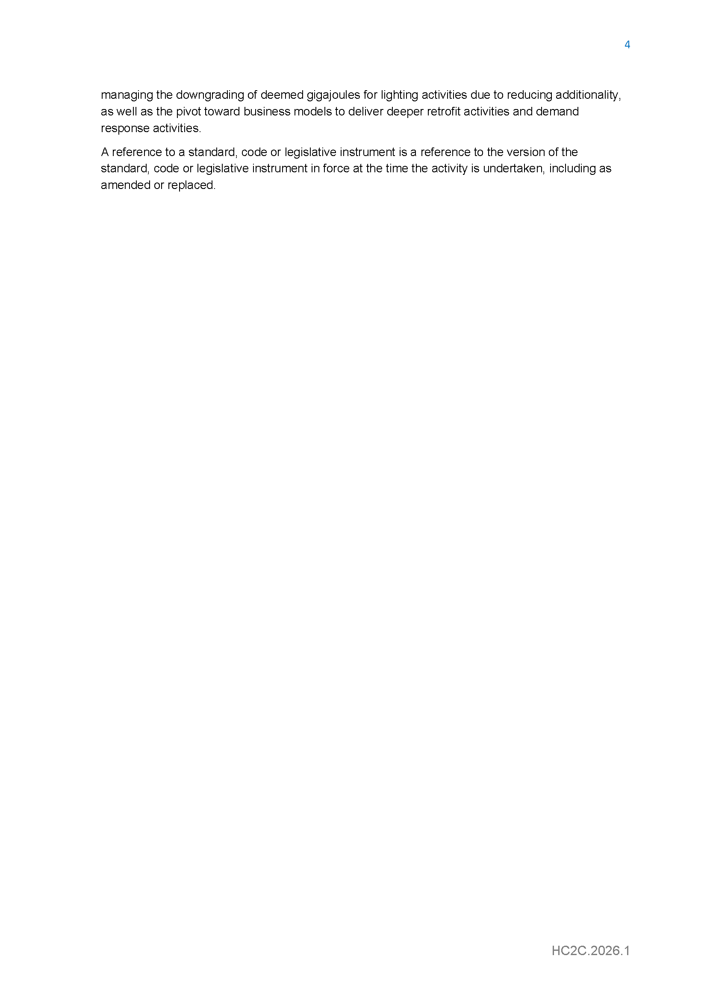 4
managing the downgrading of deemed gigajoules for lighting activities due to reducing additionality,
as well as the pivot toward business models to deliver deeper retrofit activities and demand
response activities.
A reference to a standard, code or legislative instrument is a reference to the version of the
standard, code or legislative instrument in force at the time the activity is undertaken, including as
amended or replaced.
HC2C.2026.1